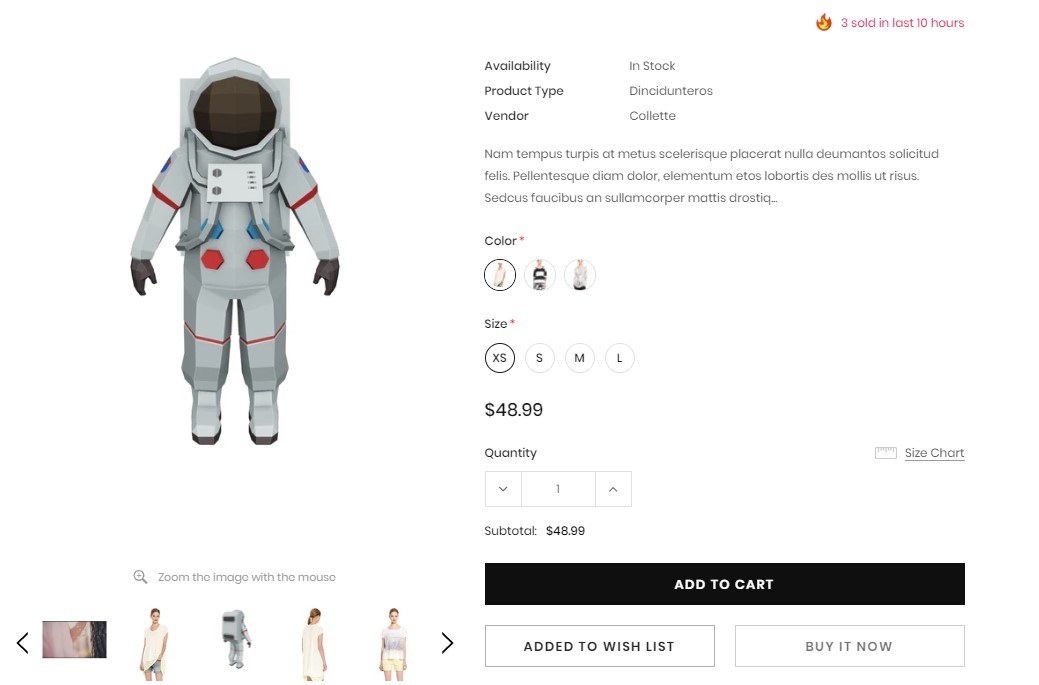 3 sold in last 10 hours
Availability In Stock
Product Type Dincidunteros
Vendor Collette
Nam tempus turpis at metus scelerisque placerat nulla deumantos solicitud
felis. Pellentesque diam dolor, elementum etos lobortis des mollis ut risus.
Sedcus faucibus an sullamcorper mattis drostiq...
Color *
Size *
XS S M L
$48.99
Quantity
Size Chart
1
Subtotal: $48.99
Zoom the image with the mouse
ADD TO CART
ADDED TO WISH LIST
BUY IT NOW